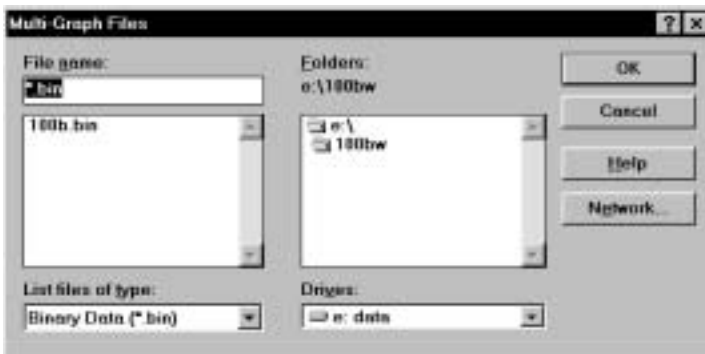 Multi-Graph Files
File name:
*.bin
100b.bin
List files of type:
Binary Data (*.bin)
Folders:
e:\100bw
e:\
100bw
Drives:
e: data
OK
Cancel
Help
Network...